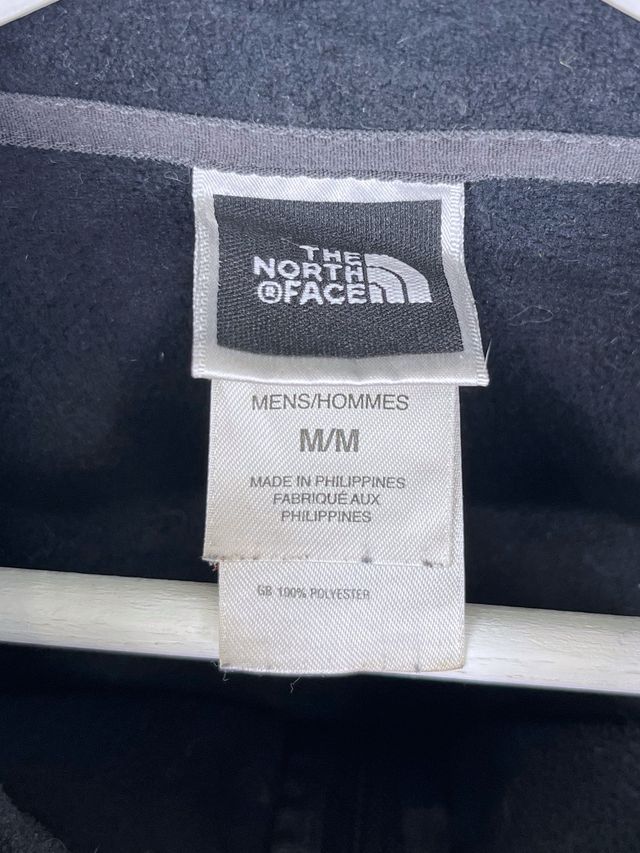 THE
NORTH
®FACE
MENS/HOMMES
M/M
MADE IN PHILIPPINES
FABRIQUÉ AUX
PHILIPPINES
GB 100% POLYESTER